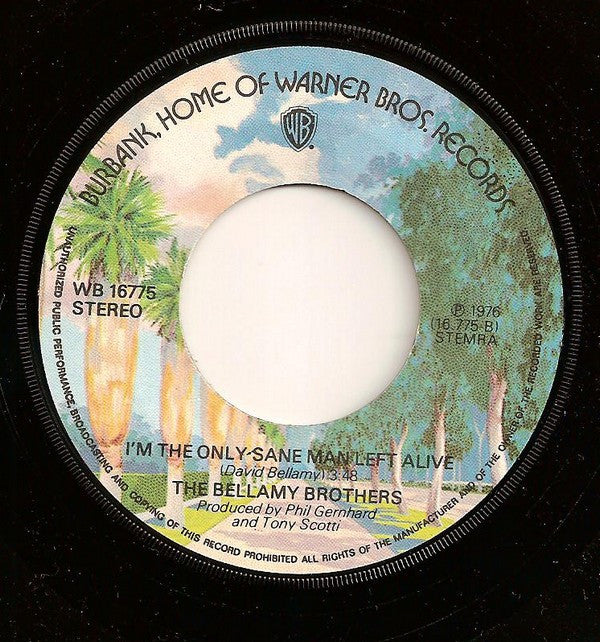 BURBANK, HOME OF WARNER BROS. RECORDS
WB
WB 16775
STEREO
℗ 1976
(16.775-B)
STEMRA
I'M THE ONLY-SANE MAN LEFT ALIVE
(David Bellamy) 3:48
THE BELLAMY BROTHERS
Produced by Phil Gernhard
and Tony Scotti
UNAUTHORIZED PUBLIC PERFORMANCE, BROADCASTING AND COPYING OF THIS RECORD PROHIBITED ALL RIGHTS OF THE MANUFACTURER AND OF THE OWNER OF THE RECORDED WORK ARE RESERVED